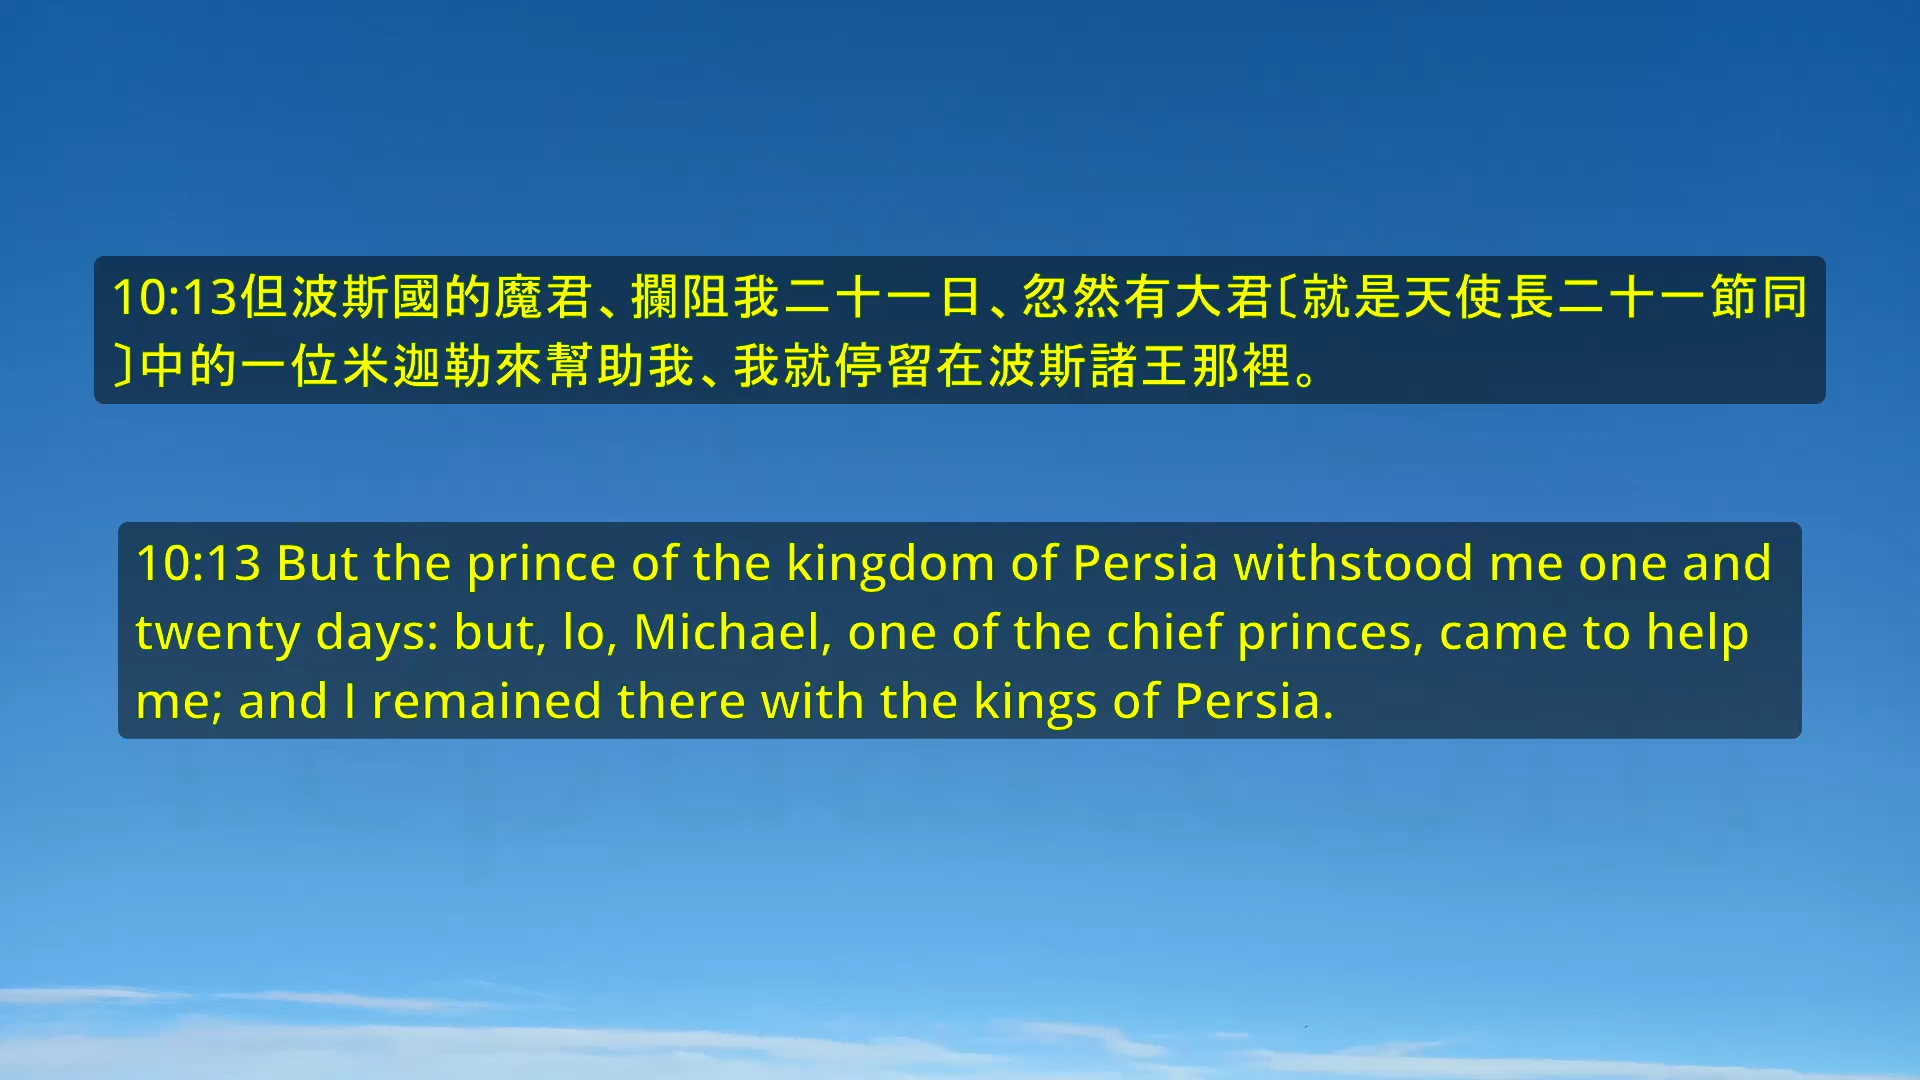 10:13但波斯國的魔君、攔阻我二十一日、忽然有大君〔就是天使長二十一節同
〕中的一位米迦勒來幫助我、我就停留在波斯諸王那裡。
10:13 But the prince of the kingdom of Persia withstood me one and
twenty days: but, lo, Michael, one of the chief princes, came to help
me; and I remained there with the kings of Persia.